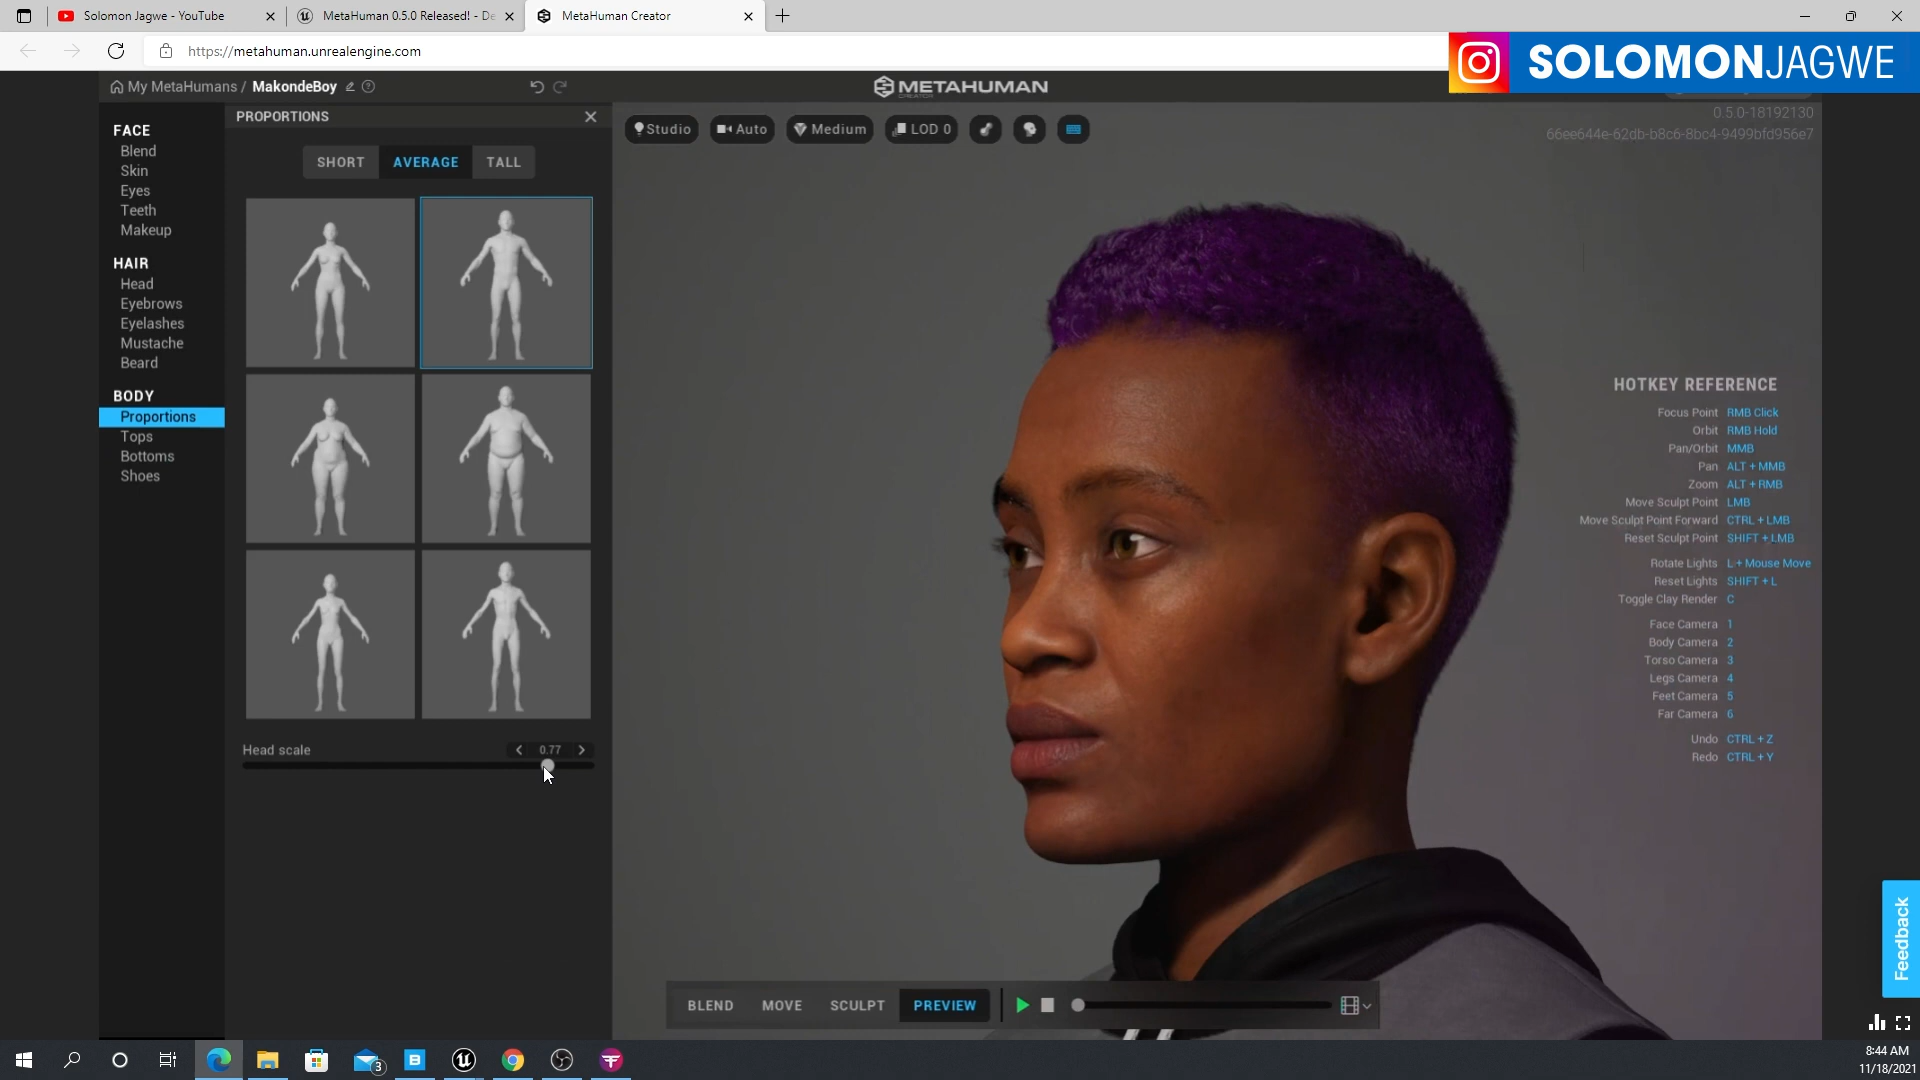 Solomon Jagwe - YouTube
MetaHuman 0.5.0 Released! - De
MetaHuman Creator
https://metahuman.unrealengine.com
SOLOMONJAGWE
My MetaHumans / MakondeBoy
METAHUMAN
CREATOR
0.5.0-18192130
66ee644e-62db-b8c6-8bc4-9499bfd956e7
FACE
Blend
Skin
Eyes
Teeth
Makeup
HAIR
Head
Eyebrows
Eyelashes
Mustache
Beard
BODY
Proportions
Tops
Bottoms
Shoes
PROPORTIONS
SHORT AVERAGE TALL
Head scale 0.77
Studio Auto Medium LOD 0
HOTKEY REFERENCE
Focus Point RMB Click
Orbit RMB Hold
Pan/Orbit MMB
Pan ALT + MMB
Zoom ALT + RMB
Move Sculpt Point LMB
Move Sculpt Point Forward CTRL + LMB
Reset Sculpt Point SHIFT + LMB
Rotate Lights L + Mouse Move
Reset Lights SHIFT + L
Toggle Clay Render C
Face Camera 1
Body Camera 2
Torso Camera 3
Legs Camera 4
Feet Camera 5
Far Camera 6
Undo CTRL + Z
Redo CTRL + Y
Feedback
BLEND MOVE SCULPT PREVIEW
3
8:44 AM
11/18/2021